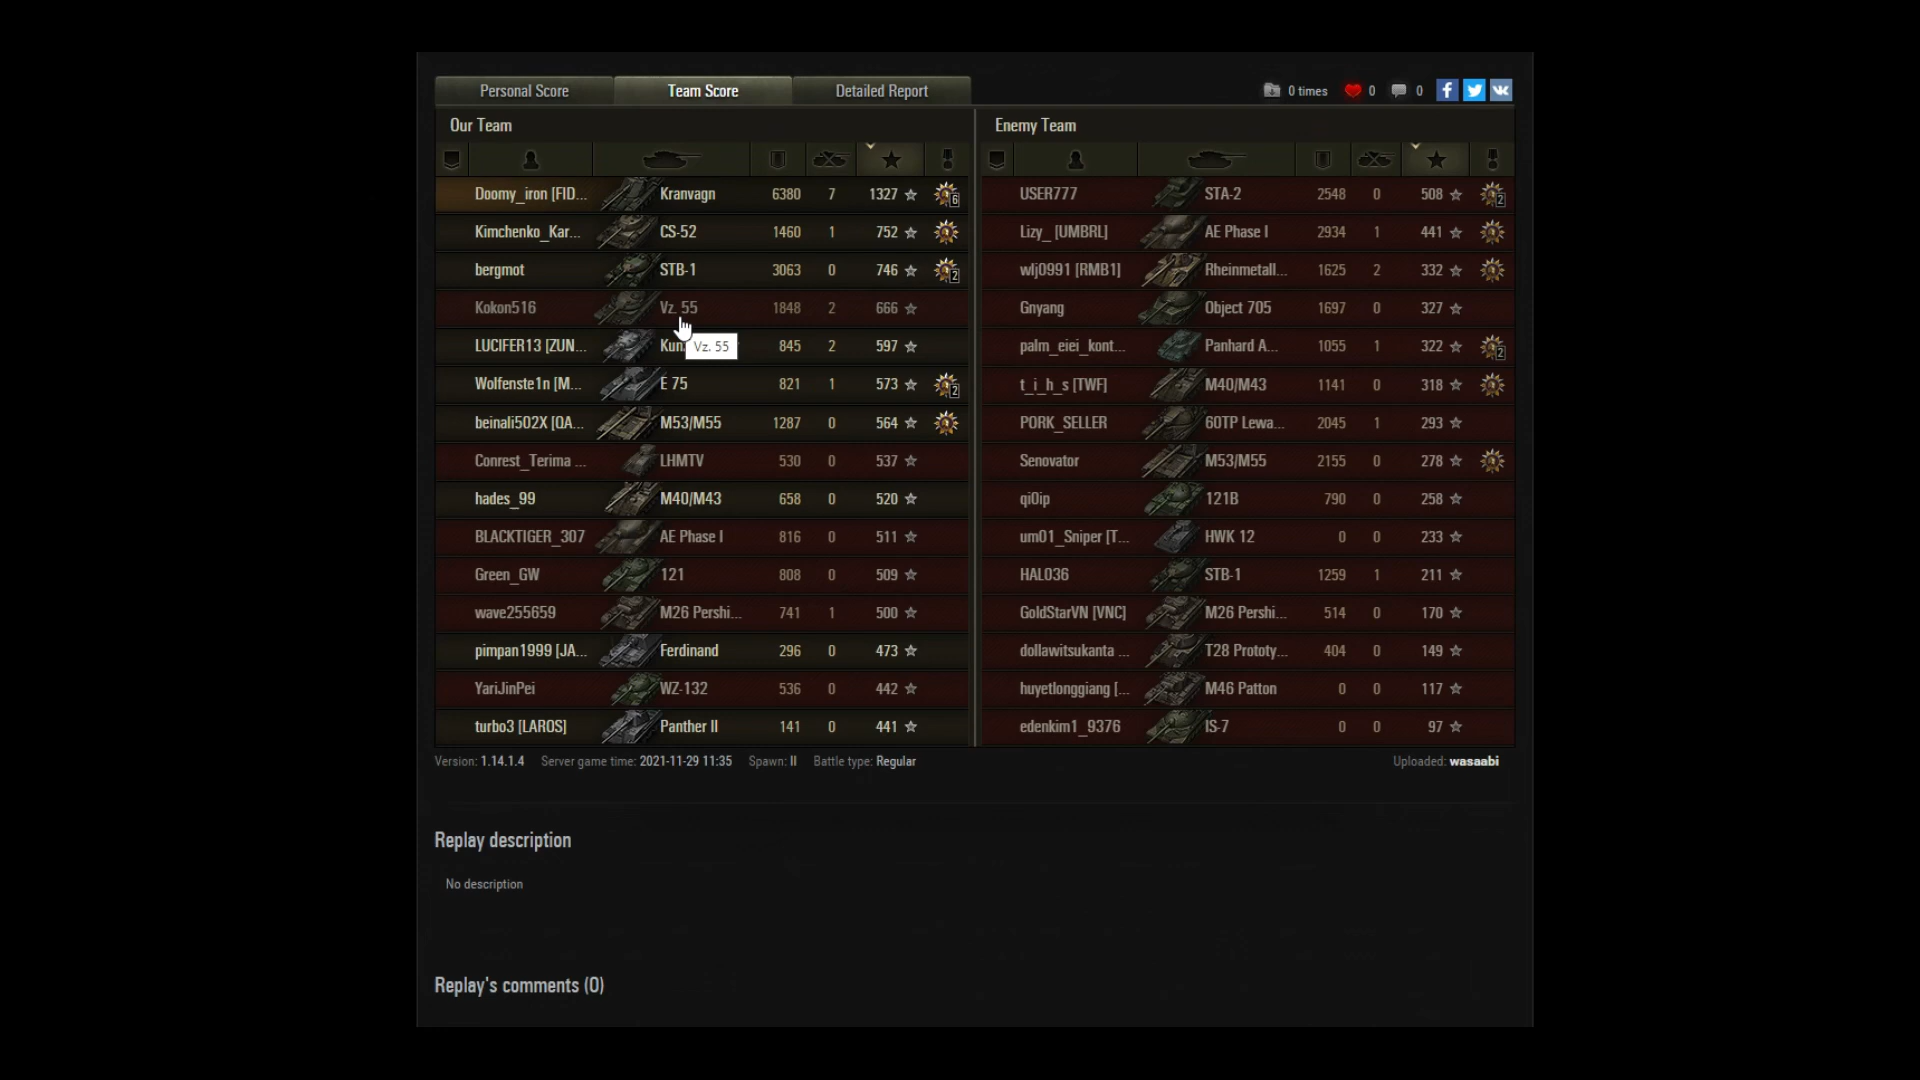 Personal Score Team Score Detailed Report 0 times 0 0
Our Team Enemy Team
Doomy_iron [FID... Kranvagn 6380 7 1327 6 USER777 STA-2 2548 0 508 2
Kimchenko_Kar... CS-52 1460 1 752 Lizy_ [UMBRL] AE Phase I 2934 1 441
bergmot STB-1 3063 0 746 2 wlj0991 [RMB1] Rheinmetall... 1625 2 332
Kokon516 Vz. 55 1848 2 666 Gnyang Object 705 1697 0 327
LUCIFER13 [ZUN... Vz. 55 845 2 597 palm_eiei_kont... Panhard A... 1055 1 322 2
Wolfenste1n [M... E 75 821 1 573 2 t_i_h_s [TWF] M40/M43 1141 0 318
beinali502X [QA... M53/M55 1287 0 564 PORK_SELLER 60TP Lewa... 2045 1 293
Conrest_Terima ... LHMTV 530 0 537 Senovator M53/M55 2155 0 278
hades_99 M40/M43 658 0 520 qi0ip 121B 790 0 258
BLACKTIGER_307 AE Phase I 816 0 511 um01_Sniper [T... HWK 12 0 0 233
Green_GW 121 808 0 509 HAL036 STB-1 1259 1 211
wave255659 M26 Pershi... 741 1 500 GoldStarVN [VNC] M26 Pershi... 514 0 170
pimpan1999 [JA... Ferdinand 296 0 473 dollawitsukanta ... T28 Prototy... 404 0 149
YariJinPei WZ-132 536 0 442 huyetlonggiang [... M46 Patton 0 0 117
turbo3 [LAROS] Panther II 141 0 441 edenkim1_9376 IS-7 0 0 97
Version: 1.14.1.4 Server game time: 2021-11-29 11:35 Spawn: II Battle type: Regular Uploaded: wasaabi
Replay description
No description
Replay's comments (0)